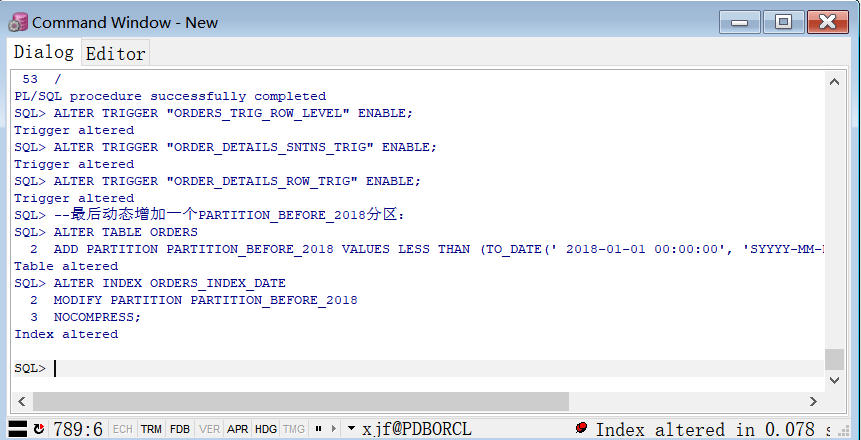 Command Window - New
Dialog Editor
53 /
PL/SQL procedure successfully completed
SQL> ALTER TRIGGER "ORDERS_TRIG_ROW_LEVEL" ENABLE;
Trigger altered
SQL> ALTER TRIGGER "ORDER_DETAILS_SNTNS_TRIG" ENABLE;
Trigger altered
SQL> ALTER TRIGGER "ORDER_DETAILS_ROW_TRIG" ENABLE;
Trigger altered
SQL> --最后动态增加一个PARTITION_BEFORE_2018分区：
SQL> ALTER TABLE ORDERS
2 ADD PARTITION PARTITION_BEFORE_2018 VALUES LESS THAN (TO_DATE(' 2018-01-01 00:00:00', 'SYYYY-MM-
Table altered
SQL> ALTER INDEX ORDERS_INDEX_DATE
2 MODIFY PARTITION PARTITION_BEFORE_2018
3 NOCOMPRESS;
Index altered
SQL>
789:6 ECH TRM FDB VER APR HDG TMG xjf@PDBORCL Index altered in 0.078 s